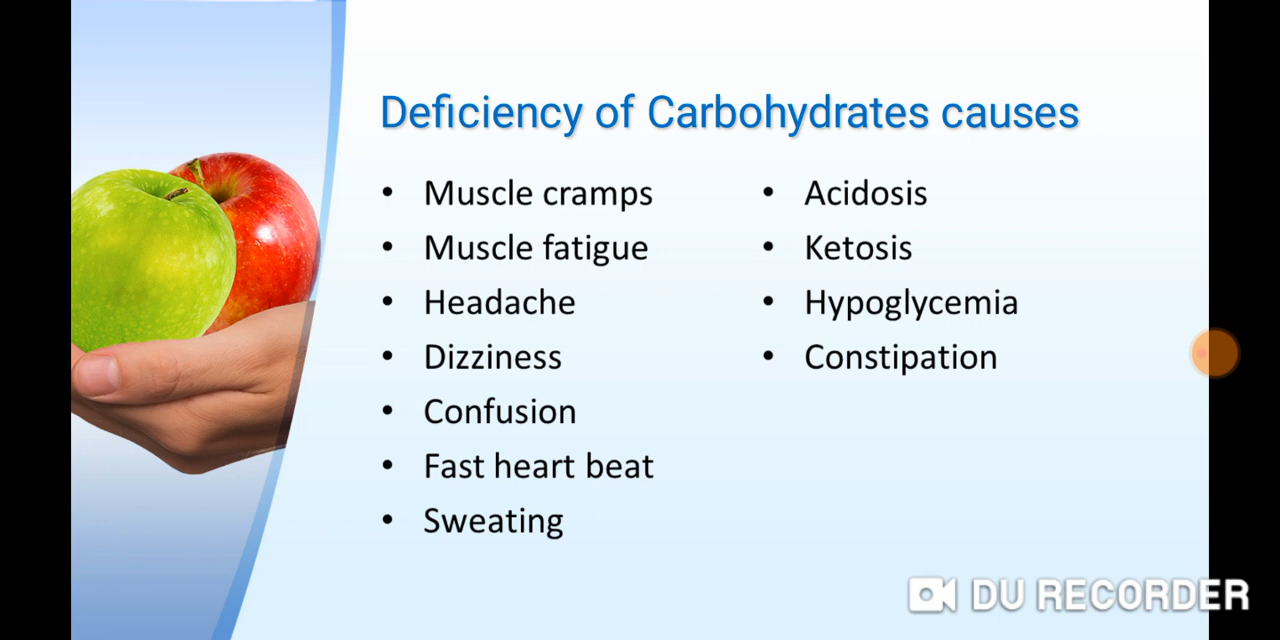 Deficiency of Carbohydrates causes
• Muscle cramps
• Muscle fatigue
• Headache
• Dizziness
• Confusion
• Fast heart beat
• Sweating
• Acidosis
• Ketosis
• Hypoglycemia
• Constipation
DU RECORDER